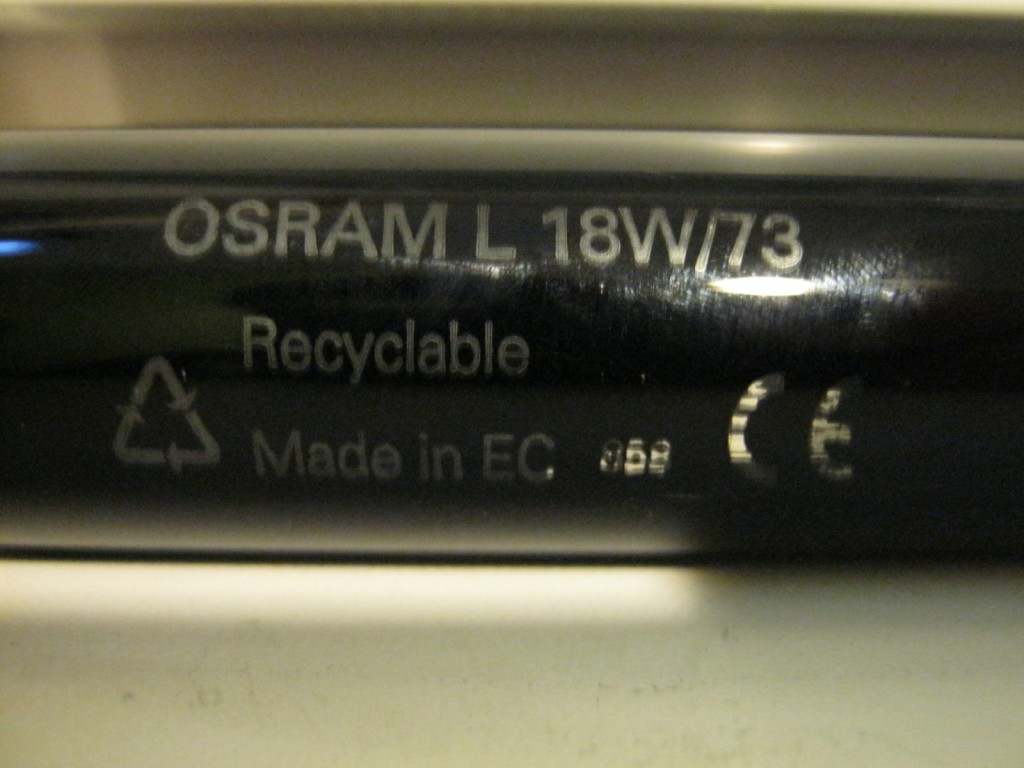 OSRAM L 18W/73
Recyclable
Made in EC
CE